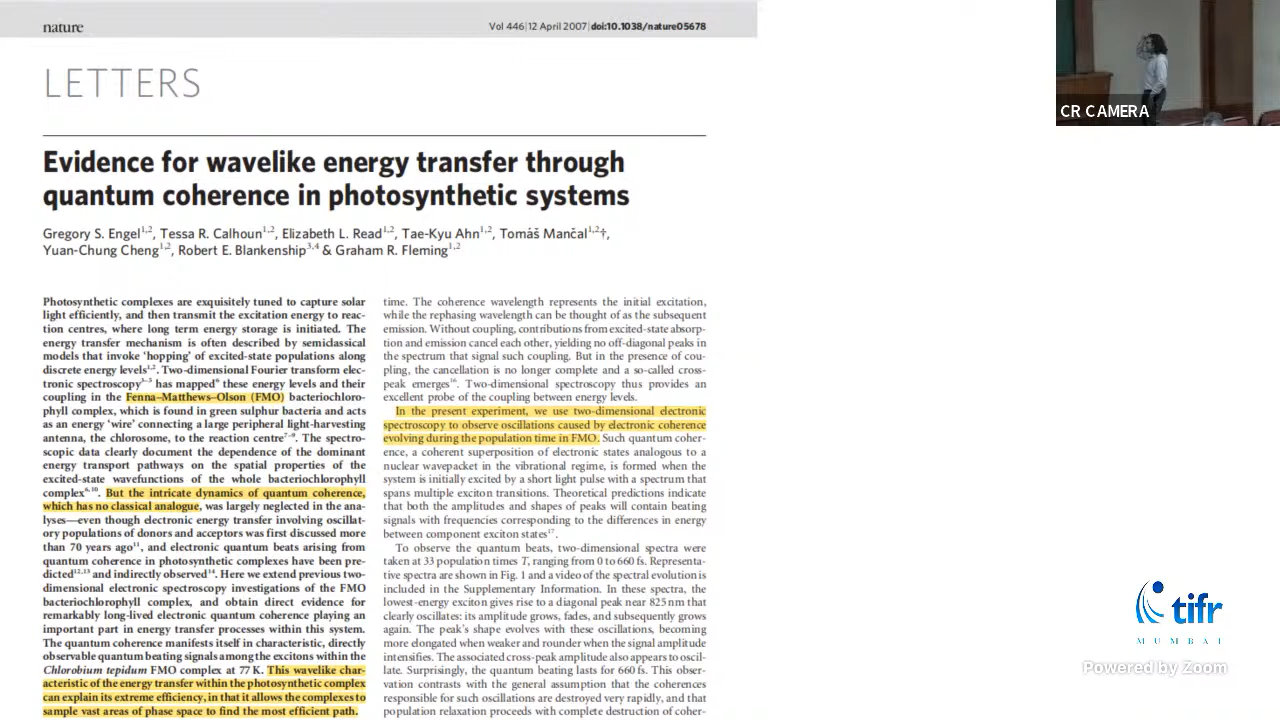 nature
Vol 446|12 April 2007|doi:10.1038/nature05678
LETTERS
Evidence for wavelike energy transfer through
quantum coherence in photosynthetic systems
Gregory S. Engel1,2, Tessa R. Calhoun1,2, Elizabeth L. Read1,2, Tae-Kyu Ahn1,2, Tomáš Mančal1,2†,
Yuan-Chung Cheng1,2, Robert E. Blankenship3,4 & Graham R. Fleming1,2
Photosynthetic complexes are exquisitely tuned to capture solar
light efficiently, and then transmit the excitation energy to reac-
tion centres, where long term energy storage is initiated. The
energy transfer mechanism is often described by semiclassical
models that invoke 'hopping' of excited-state populations along
discrete energy levels1,2. Two-dimensional Fourier transform elec-
tronic spectroscopy3–5 has mapped6 these energy levels and their
coupling in the Fenna–Matthews–Olson (FMO) bacteriochloro-
phyll complex, which is found in green sulphur bacteria and acts
as an energy 'wire' connecting a large peripheral light-harvesting
antenna, the chlorosome, to the reaction centre7–9. The spectro-
scopic data clearly document the dependence of the dominant
energy transport pathways on the spatial properties of the
excited-state wavefunctions of the whole bacteriochlorophyll
complex6,10. But the intricate dynamics of quantum coherence,
which has no classical analogue, was largely neglected in the ana-
lyses—even though electronic energy transfer involving oscillat-
ory populations of donors and acceptors was first discussed more
than 70 years ago11, and electronic quantum beats arising from
quantum coherence in photosynthetic complexes have been pre-
dicted12,13 and indirectly observed14. Here we extend previous two-
dimensional electronic spectroscopy investigations of the FMO
bacteriochlorophyll complex, and obtain direct evidence for
remarkably long-lived electronic quantum coherence playing an
important part in energy transfer processes within this system.
The quantum coherence manifests itself in characteristic, directly
observable quantum beating signals among the excitons within the
Chlorobium tepidum FMO complex at 77 K. This wavelike char-
acteristic of the energy transfer within the photosynthetic complex
can explain its extreme efficiency, in that it allows the complexes to
sample vast areas of phase space to find the most efficient path.
time. The coherence wavelength represents the initial excitation,
while the rephasing wavelength can be thought of as the subsequent
emission. Without coupling, contributions from excited-state absorp-
tion and emission cancel each other, yielding no off-diagonal peaks in
the spectrum that signal such coupling. But in the presence of cou-
pling, the cancellation is no longer complete and a so-called cross-
peak emerges16. Two-dimensional spectroscopy thus provides an
excellent probe of the coupling between energy levels.
In the present experiment, we use two-dimensional electronic
spectroscopy to observe oscillations caused by electronic coherence
evolving during the population time in FMO. Such quantum coher-
ence, a coherent superposition of electronic states analogous to a
nuclear wavepacket in the vibrational regime, is formed when the
system is initially excited by a short light pulse with a spectrum that
spans multiple exciton transitions. Theoretical predictions indicate
that both the amplitudes and shapes of peaks will contain beating
signals with frequencies corresponding to the differences in energy
between component exciton states17.
To observe the quantum beats, two-dimensional spectra were
taken at 33 population times T, ranging from 0 to 660 fs. Representa-
tive spectra are shown in Fig. 1 and a video of the spectral evolution is
included in the Supplementary Information. In these spectra, the
lowest-energy exciton gives rise to a diagonal peak near 825 nm that
clearly oscillates: its amplitude grows, fades, and subsequently grows
again. The peak's shape evolves with these oscillations, becoming
more elongated when weaker and rounder when the signal amplitude
intensifies. The associated cross-peak amplitude also appears to oscil-
late. Surprisingly, the quantum beating lasts for 660 fs. This obser-
vation contrasts with the general assumption that the coherences
responsible for such oscillations are destroyed very rapidly, and that
population relaxation proceeds with complete destruction of coher-
CR CAMERA
tifr
MUMBAI
Powered by Zoom